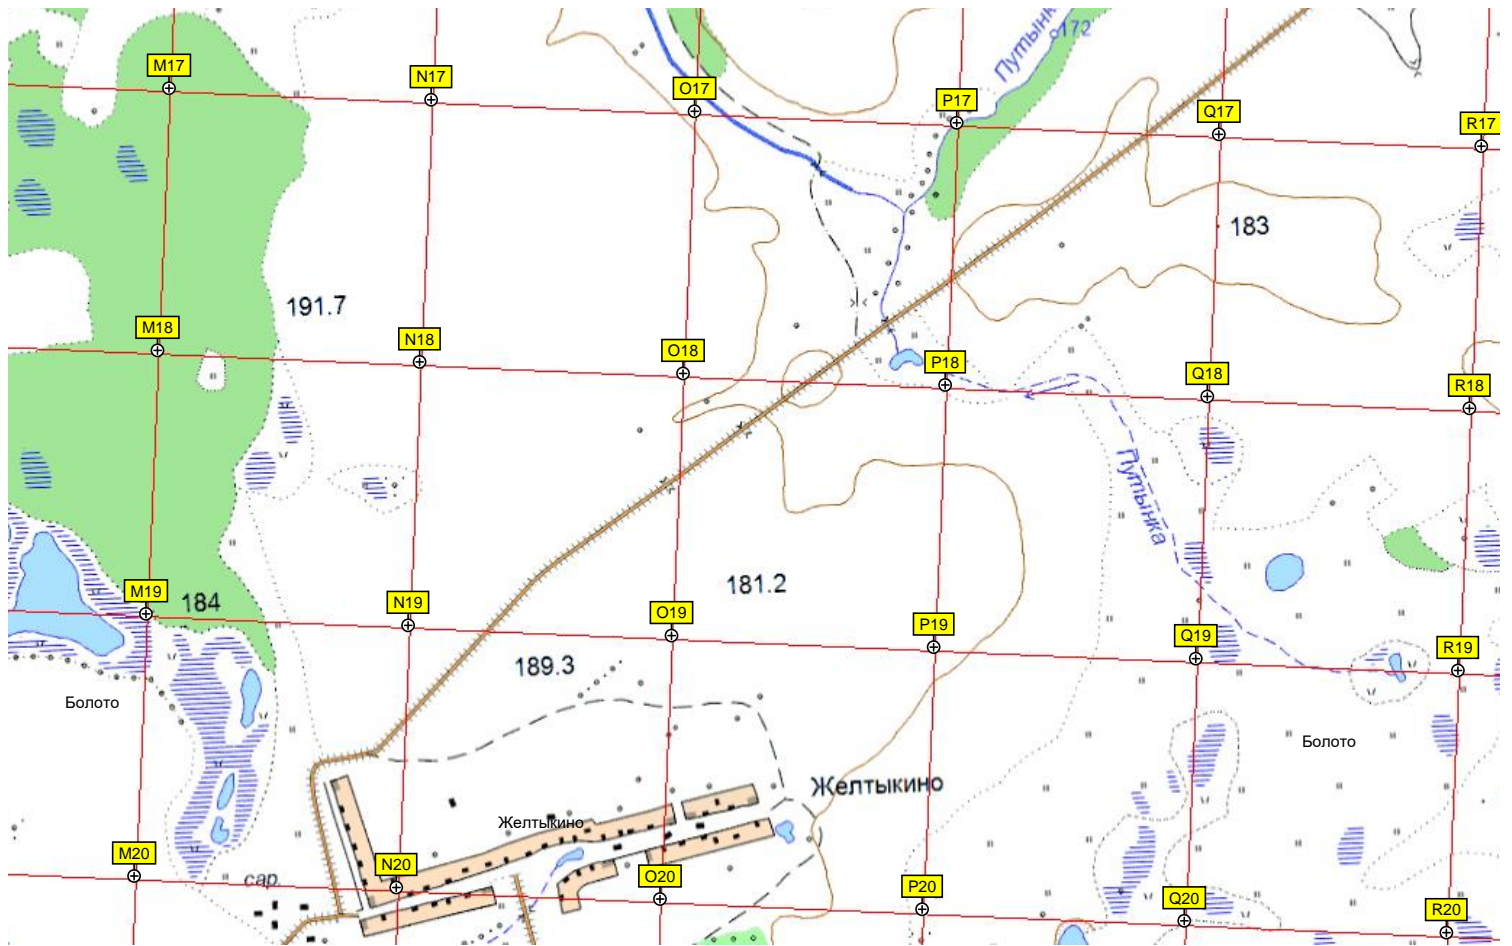 Путынк
172
M17
N17
O17
P17
Q17
R17
183
191.7
M18
N18
O18
P18
Q18
R18
Путынка
181.2
M19
184
N19
O19
P19
Q19
R19
189.3
Болото
Болото
Желтыкино
Желтыкино
M20
N20
сар.
O20
P20
Q20
R20